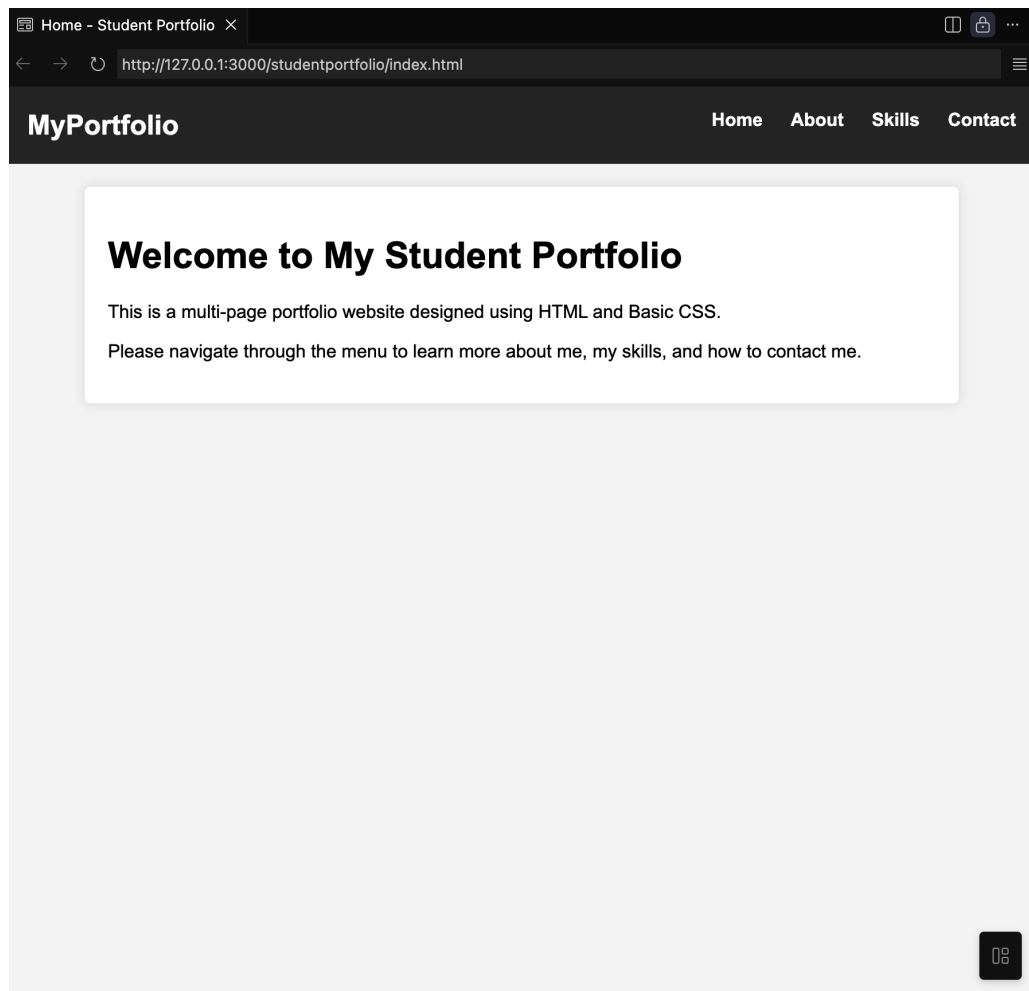 Home - Student Portfolio
http://127.0.0.1:3000/studentportfolio/index.html
MyPortfolio
Home About Skills Contact
Welcome to My Student Portfolio
This is a multi-page portfolio website designed using HTML and Basic CSS.
Please navigate through the menu to learn more about me, my skills, and how to contact me.